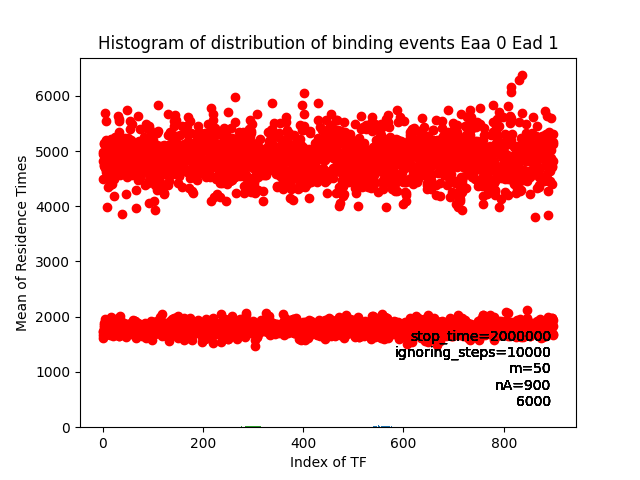 Histogram of distribution of binding events Eaa 0 Ead 1
Mean of Residence Times
6000
5000
4000
3000
2000
1000
0
stop_time=2000000
ignoring_steps=10000
m=50
nA=900
6000
0
200
400
600
800
Index of TF